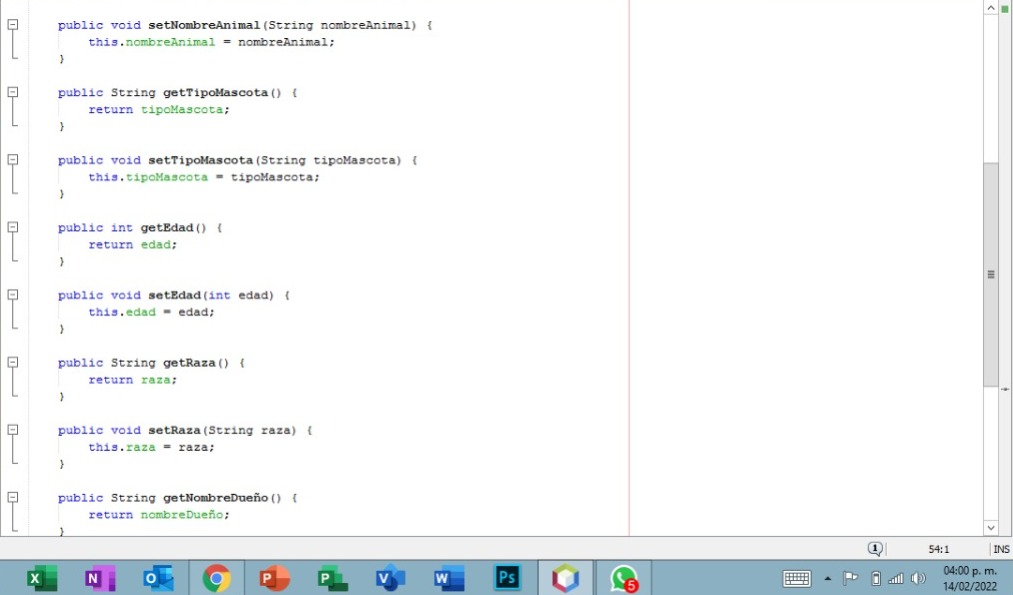 public void setNombreAnimal(String nombreAnimal) {
this.nombreAnimal = nombreAnimal;
}
public String getTipoMascota() {
return tipoMascota;
}
public void setTipoMascota(String tipoMascota) {
this.tipoMascota = tipoMascota;
}
public int getEdad() {
return edad;
}
public void setEdad(int edad) {
this.edad = edad;
}
public String getRaza() {
return raza;
}
public void setRaza(String raza) {
this.raza = raza;
}
public String getNombreDueño() {
return nombreDueño;
}
1 54:1 INS
X N O P P V W Ps 5 04:00 p. m.
14/02/2022